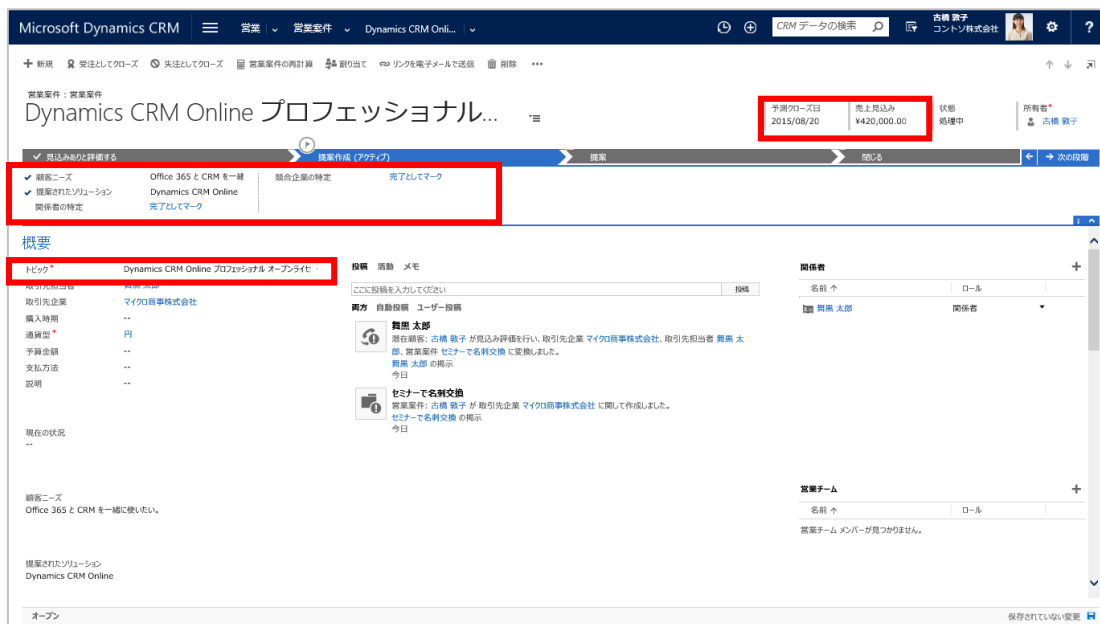 Microsoft Dynamics CRM 営業 営業案件 Dynamics CRM Onli... CRM データの検索 古橋 敦子 コントソ株式会社 ?
新規 受注としてクローズ 失注としてクローズ 営業案件の再計算 割り当て リンクを電子メールで送信 削除 •••
営業案件 : 営業案件
Dynamics CRM Online プロフェッショナル...
予測クローズ日 売上見込み 状態 所有者*
2015/08/20 ¥420,000.00 処理中 古橋 敦子
見込みありと評価する 提案作成 (アクティブ) 提案 閉じる 次の段階
顧客ニーズ Office 365 と CRM を一緒 競合企業の特定 完了としてマーク
提案されたソリューション Dynamics CRM Online
関係者の特定 完了としてマーク
概要
トピック* Dynamics CRM Online プロフェッショナル オープンライセ
取引先企業 マイクロ商事株式会社
購入時期 --
通貨型* 円
予算金額 --
支払方法 --
説明 --
現在の状況
--
顧客ニーズ
Office 365 と CRM を一緒に使いたい。
提案されたソリューション
Dynamics CRM Online
投稿 活動 メモ
ここに投稿を入力してください 投稿
両方 自動投稿 ユーザー投稿
舞黒 太郎
潜在顧客: 古橋 敦子 が見込み評価を行い、取引先企業 マイクロ商事株式会社、取引先担当者 舞黒 太
郎、営業案件 セミナーで名刺交換 に変換しました。
舞黒 太郎 の掲示
今日
セミナーで名刺交換
営業案件: 古橋 敦子 が 取引先企業 マイクロ商事株式会社 に関して作成しました。
セミナーで名刺交換 の掲示
今日
関係者
名前 ロール
舞黒 太郎 関係者
営業チーム
名前 ロール
営業チーム メンバーが見つかりません。
オープン 保存されていない変更